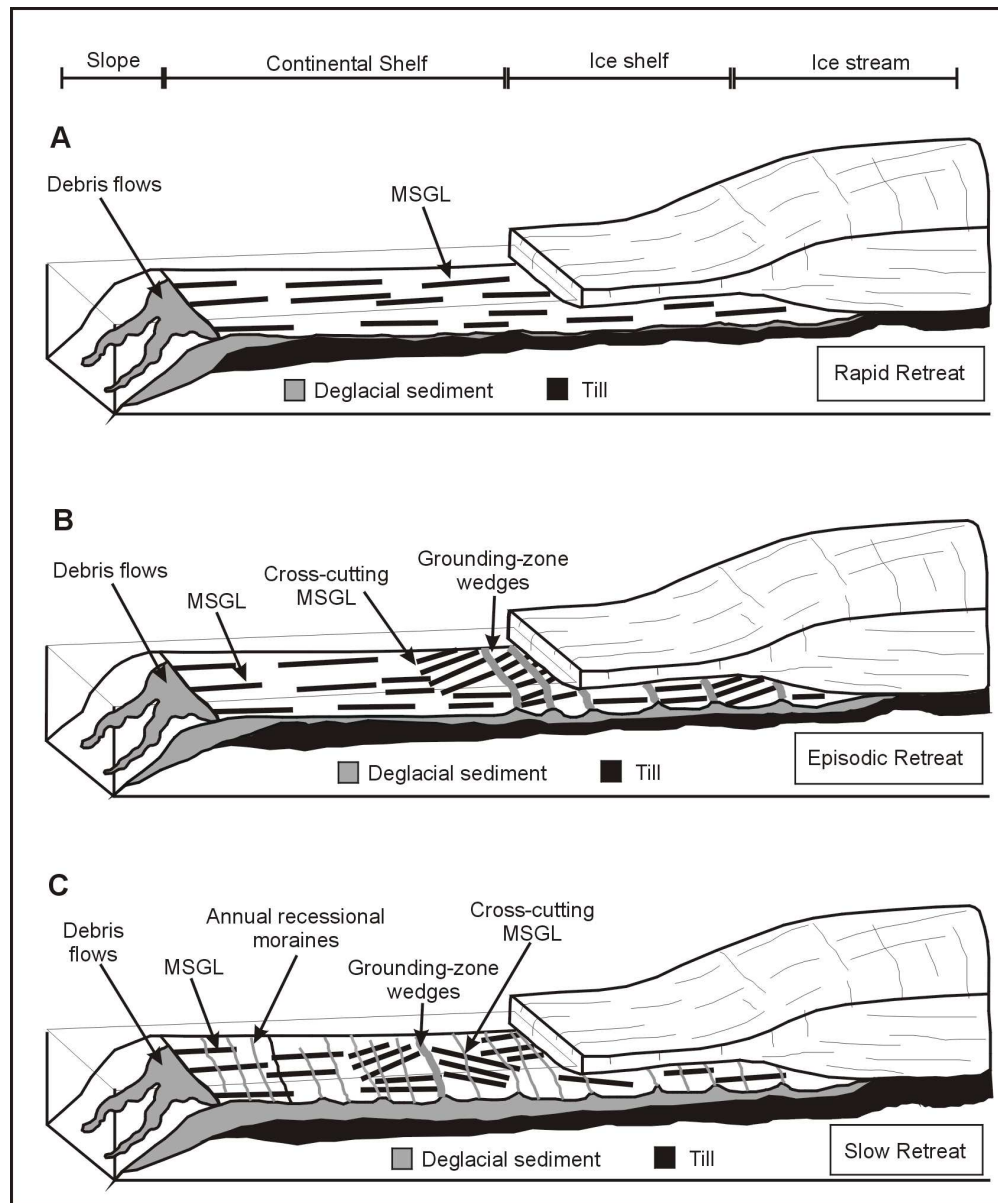 Slope
Continental Shelf
Ice shelf
Ice stream
A
Debris flows
MSGL
Deglacial sediment
Till
Rapid Retreat
B
Debris flows
MSGL
Cross-cutting
MSGL
Grounding-zone
wedges
Deglacial sediment
Till
Episodic Retreat
C
Debris
flows
MSGL
Annual recessional
moraines
Grounding-zone
wedges
Cross-cutting
MSGL
Deglacial sediment
Till
Slow Retreat